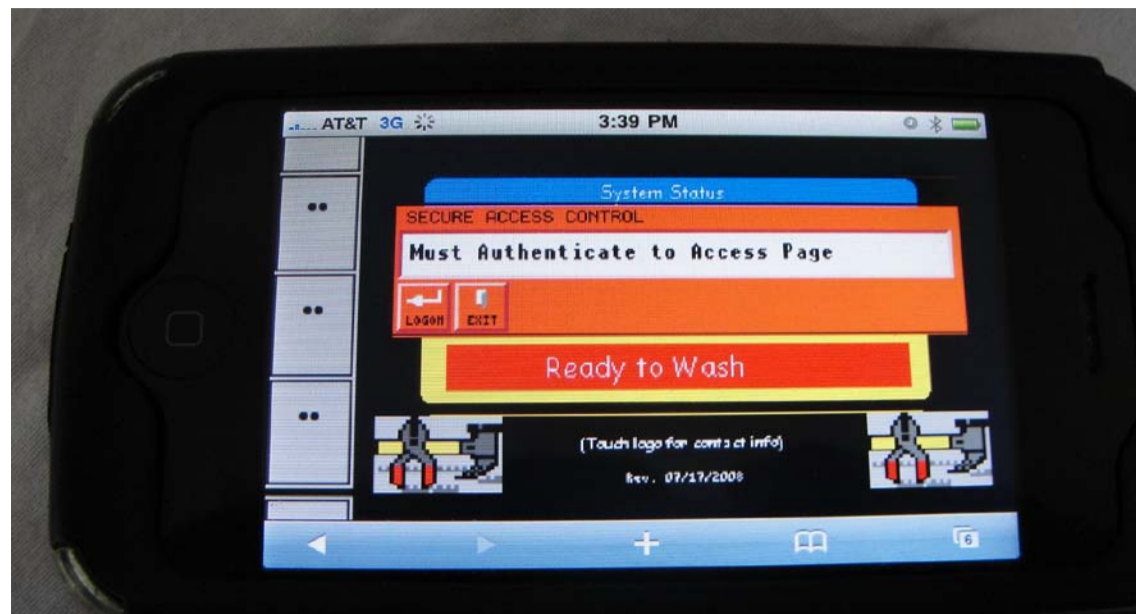 AT&T 3G 3:39 PM
System Status
SECURE ACCESS CONTROL
Must Authenticate to Access Page
LOGON EXIT
Ready to Wash
(Touch logo for contact info)
Rev. 07/17/2008
6